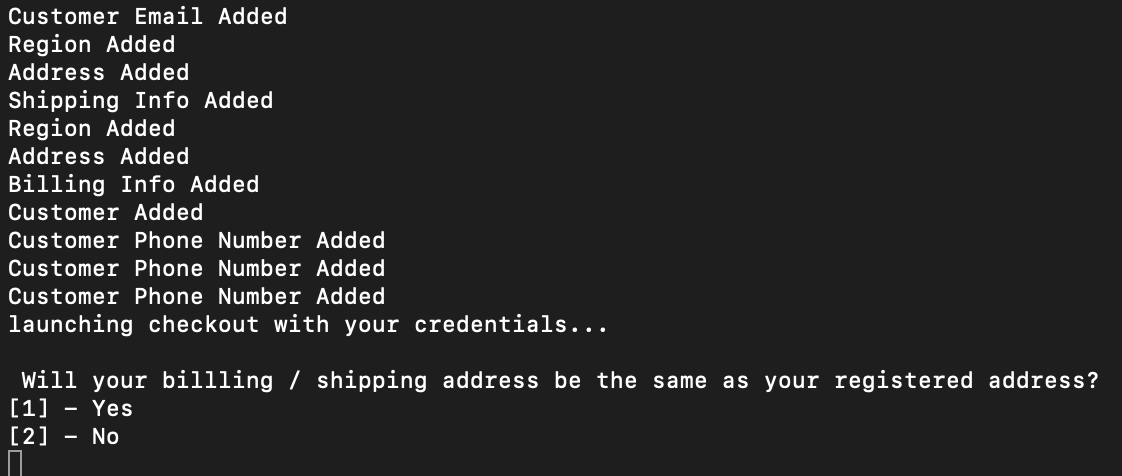 Customer Email Added
Region Added
Address Added
Shipping Info Added
Region Added
Address Added
Billing Info Added
Customer Added
Customer Phone Number Added
Customer Phone Number Added
Customer Phone Number Added
launching checkout with your credentials...
Will your billling / shipping address be the same as your registered address?
[1] – Yes
[2] – No